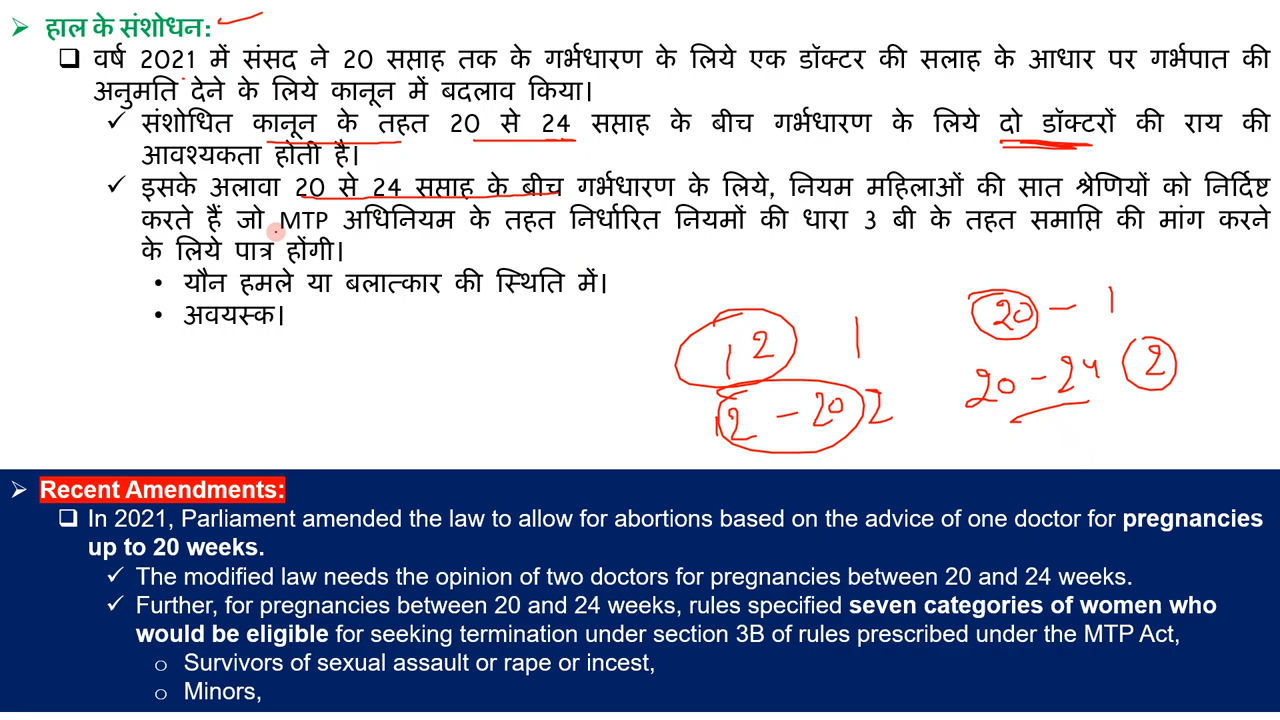 हाल के संशोधन:
वर्ष 2021 में संसद ने 20 सप्ताह तक के गर्भधारण के लिये एक डॉक्टर की सलाह के आधार पर गर्भपात की
अनुमति देने के लिये कानून में बदलाव किया।
संशोधित कानून के तहत 20 से 24 सप्ताह के बीच गर्भधारण के लिये दो डॉक्टरों की राय की
आवश्यकता होती है।
इसके अलावा 20 से 24 सप्ताह के बीच गर्भधारण के लिये, नियम महिलाओं की सात श्रेणियों को निर्दिष्ट
करते हैं जो MTP अधिनियम के तहत निर्धारित नियमों की धारा 3 बी के तहत समाप्ति की मांग करने
के लिये पात्र होंगी।
• यौन हमले या बलात्कार की स्थिति में।
• अवयस्क।
12 1
12 - 20 2
20 - 1
20 - 24 2
Recent Amendments:
In 2021, Parliament amended the law to allow for abortions based on the advice of one doctor for pregnancies
up to 20 weeks.
The modified law needs the opinion of two doctors for pregnancies between 20 and 24 weeks.
Further, for pregnancies between 20 and 24 weeks, rules specified seven categories of women who
would be eligible for seeking termination under section 3B of rules prescribed under the MTP Act,
o Survivors of sexual assault or rape or incest,
o Minors,